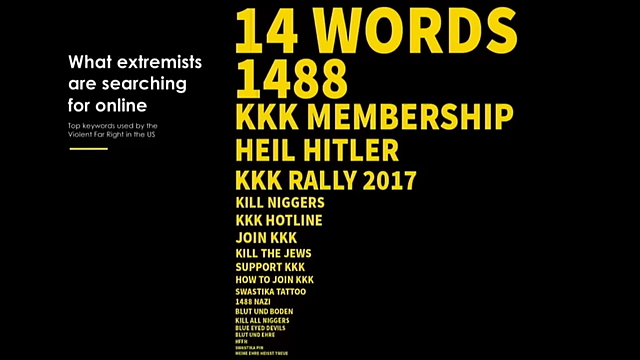 What extremists
are searching
for online
Top keywords used by the
Violent Far Right in the US
14 WORDS
1488
KKK MEMBERSHIP
HEIL HITLER
KKK RALLY 2017
KILL NIGGERS
KKK HOTLINE
JOIN KKK
KILL THE JEWS
SUPPORT KKK
HOW TO JOIN KKK
SWASTIKA TATTOO
1488 NAZI
BLUT UND BODEN
KILL ALL NIGGERS
BLUE EYED DEVILS
BLUT UND EHRE
SWASTIKA PIN
MEINE EHRE HEISST TREUE